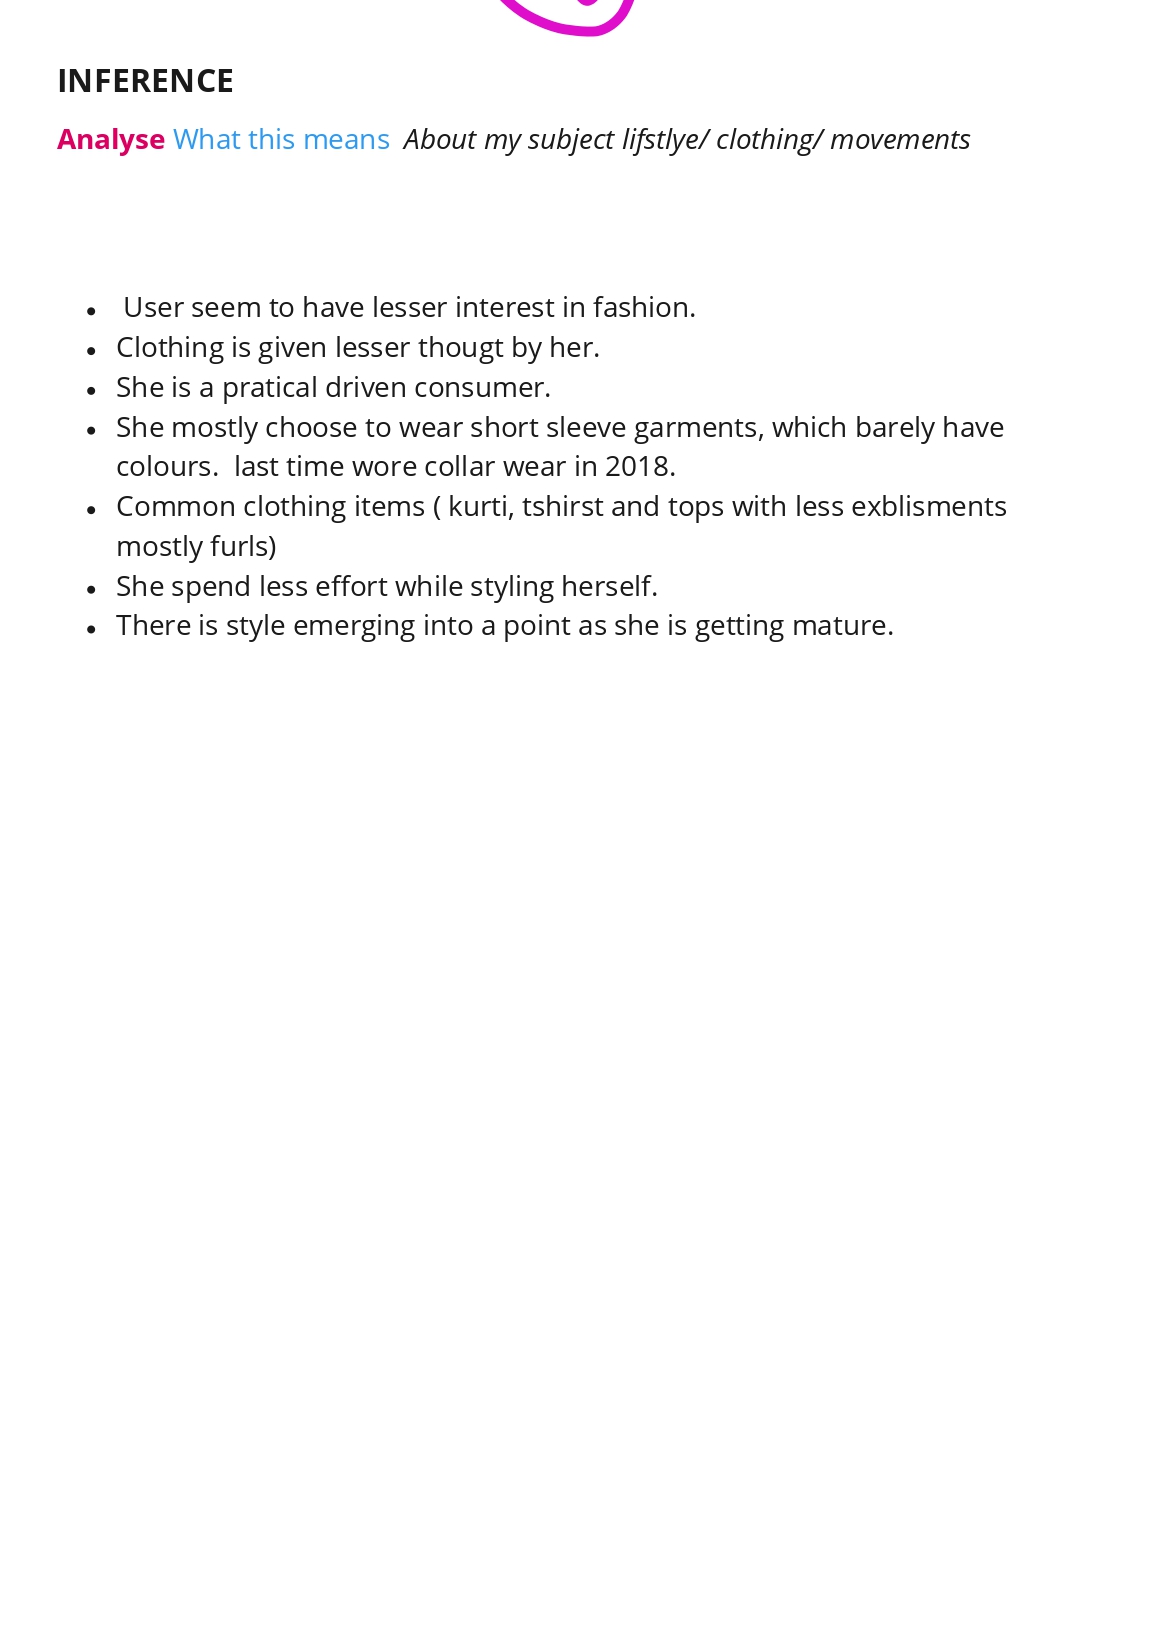 INFERENCE
Analyse What this means About my subject lifstlye/ clothing/ movements
• User seem to have lesser interest in fashion.
• Clothing is given lesser thougt by her.
• She is a pratical driven consumer.
• She mostly choose to wear short sleeve garments, which barely have
colours. last time wore collar wear in 2018.
• Common clothing items ( kurti, tshirst and tops with less exblisments
mostly furls)
• She spend less effort while styling herself.
• There is style emerging into a point as she is getting mature.